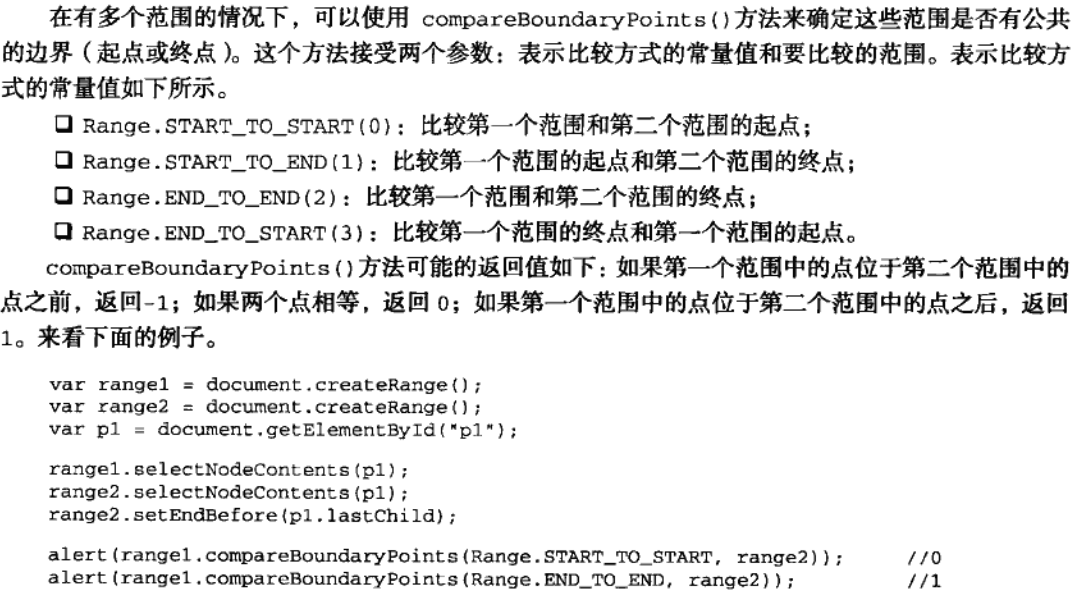 在有多个范围的情况下，可以使用 compareBoundaryPoints()方法来确定这些范围是否有公共
的边界（起点或终点）。这个方法接受两个参数：表示比较方式的常量值和要比较的范围。表示比较方
式的常量值如下所示。
❑ Range.START_TO_START(0)：比较第一个范围和第二个范围的起点；
❑ Range.START_TO_END(1)：比较第一个范围的起点和第二个范围的终点；
❑ Range.END_TO_END(2)：比较第一个范围和第二个范围的终点；
❑ Range.END_TO_START(3)：比较第一个范围的终点和第一个范围的起点。
compareBoundaryPoints()方法可能的返回值如下：如果第一个范围中的点位于第二个范围中的
点之前，返回-1；如果两个点相等，返回 0；如果第一个范围中的点位于第二个范围中的点之后，返回
1。来看下面的例子。
var range1 = document.createRange();
var range2 = document.createRange();
var p1 = document.getElementById("p1");
range1.selectNodeContents(p1);
range2.selectNodeContents(p1);
range2.setEndBefore(p1.lastChild);
alert(range1.compareBoundaryPoints(Range.START_TO_START, range2)); //0
alert(range1.compareBoundaryPoints(Range.END_TO_END, range2)); //1